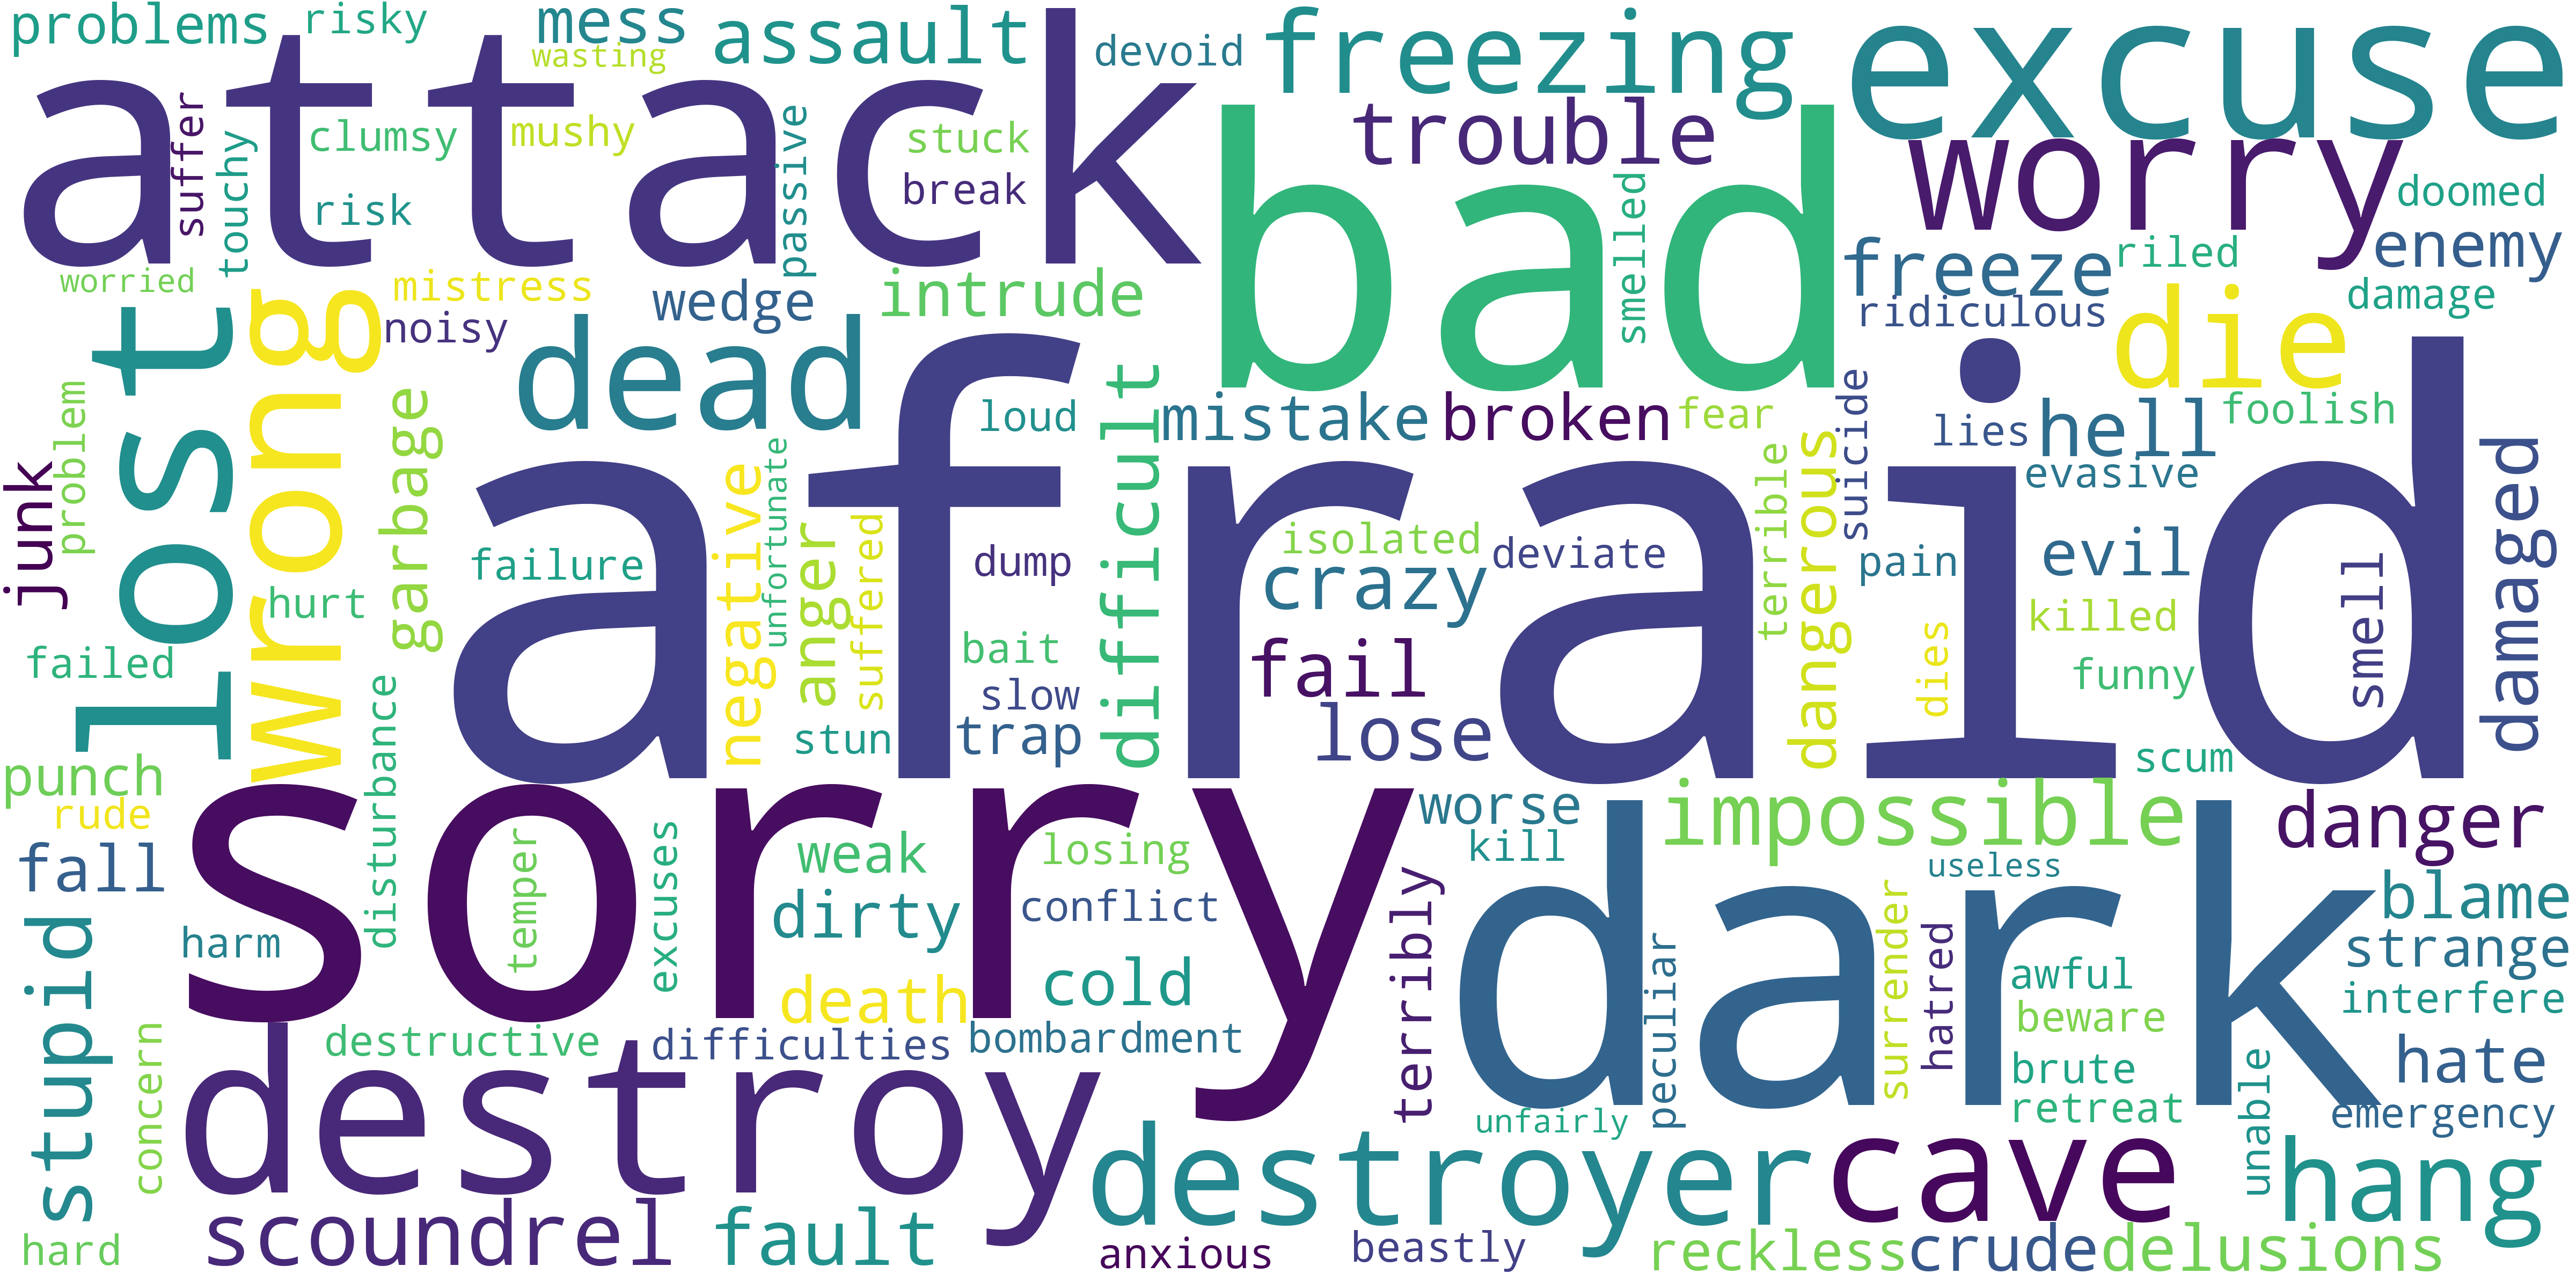 problems
risky
mess
wasting
assault
devoid
freezing
excuse
attack
suffer
touchy
clumsy
risk
mushy
passive
stuck
break
trouble
bad
smelled
worry
doomed
enemy
worried
mistress
noisy
wedge
intrude
freeze
riled
ridiculous
damage
die
lost
wrong
dead
loud
difficult
mistake
broken
fear
suicide
lies
hell
foolish
evasive
junk
problem
garbage
afraid
failure
negative
unfortunate
anger
suffered
dump
isolated
deviate
crazy
terrible
dangerous
pain
evil
damaged
hurt
killed
smell
failed
bait
slow
trap
stun
fail
lose
dies
funny
scum
punch
rude
disturbance
sorry
worse
kill
impossible
danger
fall
temper
excuses
weak
losing
dirty
conflict
terribly
dark
useless
blame
strange
harm
stupid
death
cold
peculiar
surrender
hatred
awful
interfere
beware
concern
destructive
difficulties
bombardment
brute
hate
retreat
emergency
unfairly
unable
destroy
destroyer
cave
hang
hard
scoundrel
fault
anxious
beastly
reckless
crude
delusions